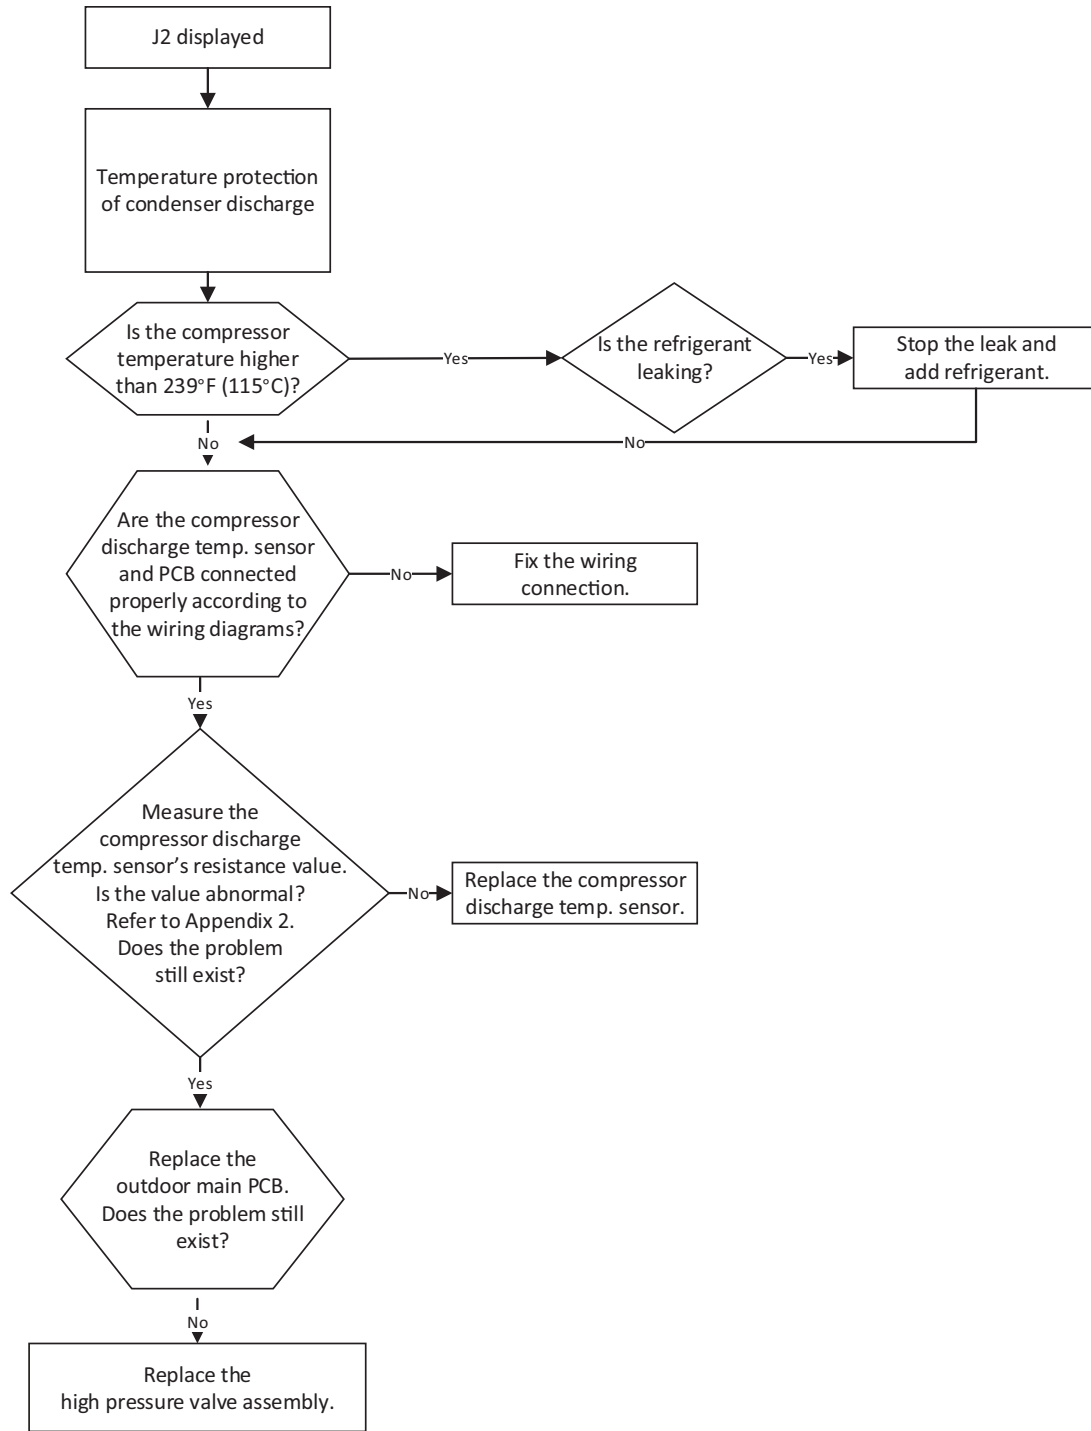 J2 displayed
Temperature protection
of condenser discharge
Is the compressor
temperature higher
than 239°F (115°C)?
Yes
Is the refrigerant
leaking?
Yes
Stop the leak and
add refrigerant.
No
No
Are the compressor
discharge temp. sensor
and PCB connected
properly according to
the wiring diagrams?
No
Fix the wiring
connection.
Yes
Measure the
compressor discharge
temp. sensor’s resistance value.
Is the value abnormal?
Refer to Appendix 2.
Does the problem
still exist?
No
Replace the compressor
discharge temp. sensor.
Yes
Replace the
outdoor main PCB.
Does the problem still
exist?
No
Replace the
high pressure valve assembly.